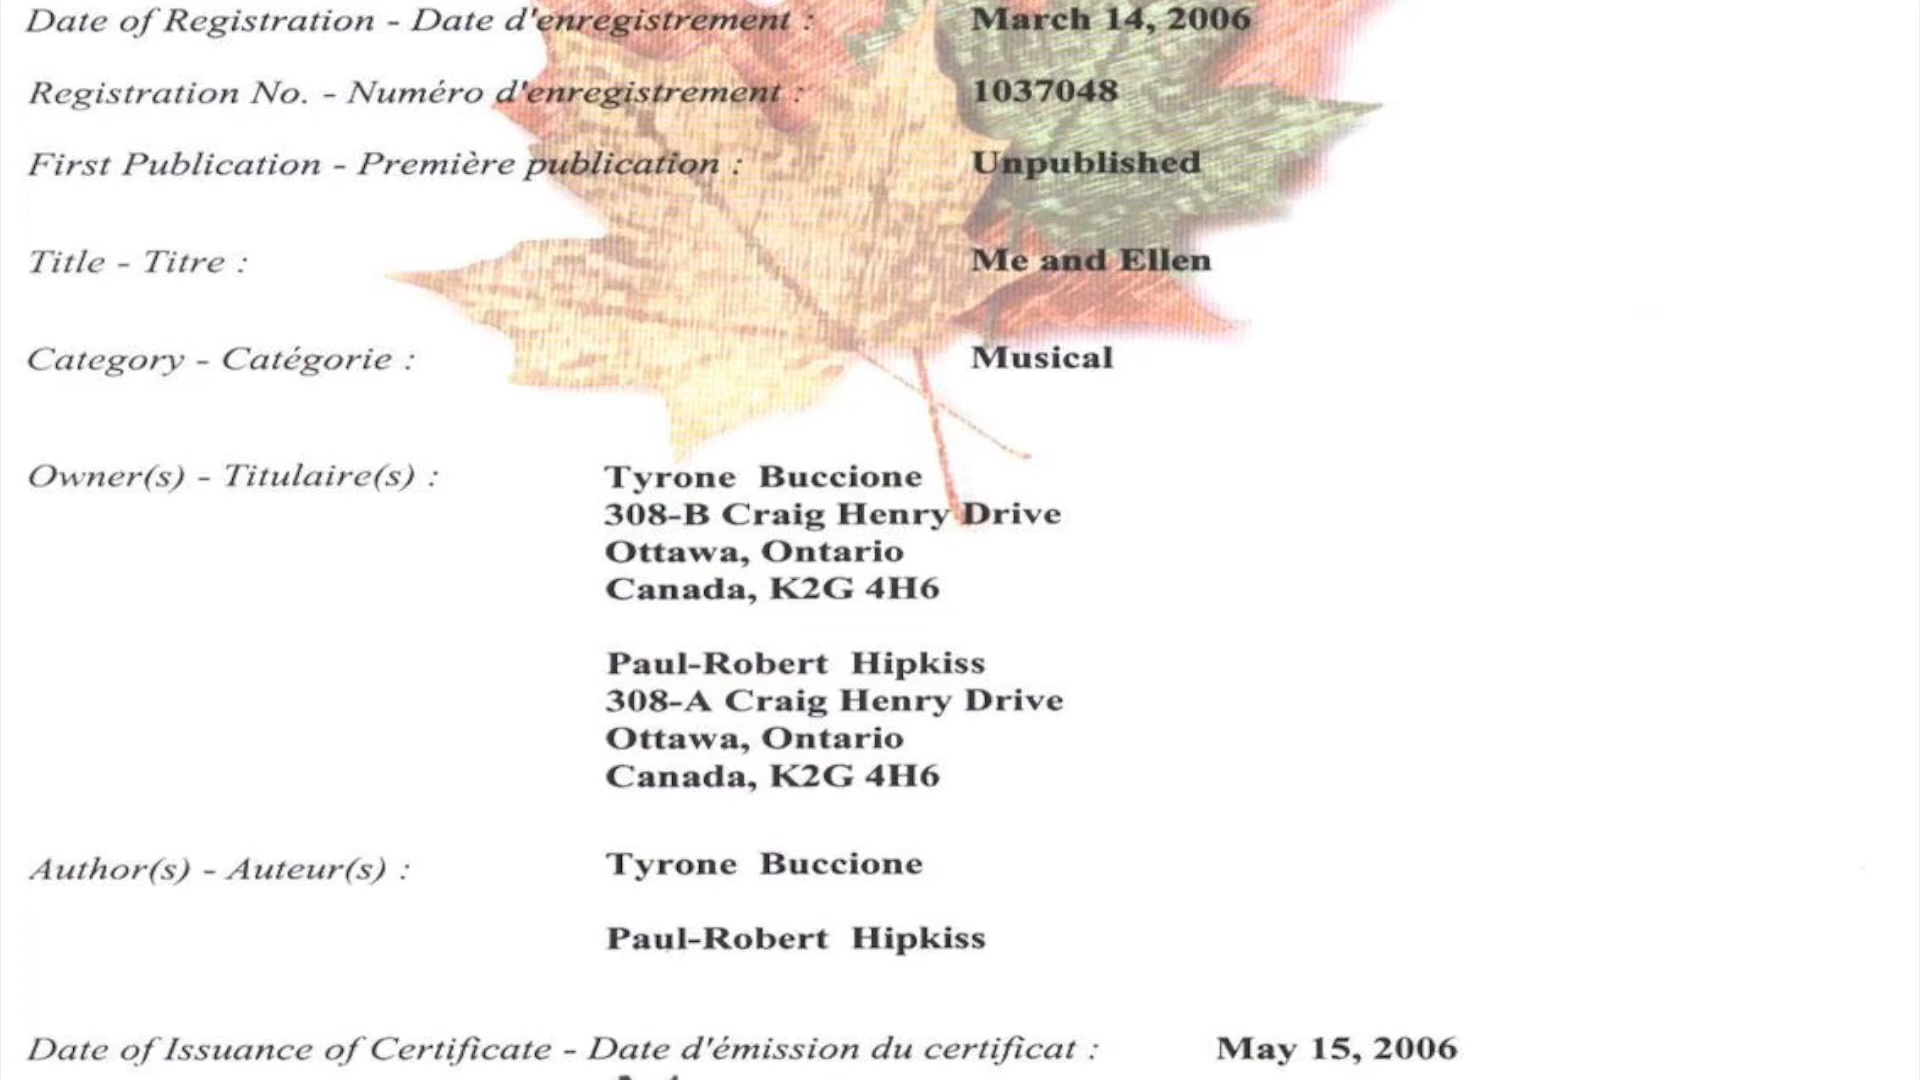 Date of Registration - Date d'enregistrement : March 14, 2006
Registration No. - Numéro d'enregistrement : 1037048
First Publication - Première publication : Unpublished
Title - Titre : Me and Ellen
Category - Catégorie : Musical
Owner(s) - Titulaire(s) : Tyrone Buccione
308-B Craig Henry Drive
Ottawa, Ontario
Canada, K2G 4H6
Paul-Robert Hipkiss
308-A Craig Henry Drive
Ottawa, Ontario
Canada, K2G 4H6
Author(s) - Auteur(s) : Tyrone Buccione
Paul-Robert Hipkiss
Date of Issuance of Certificate - Date d'émission du certificat : May 15, 2006